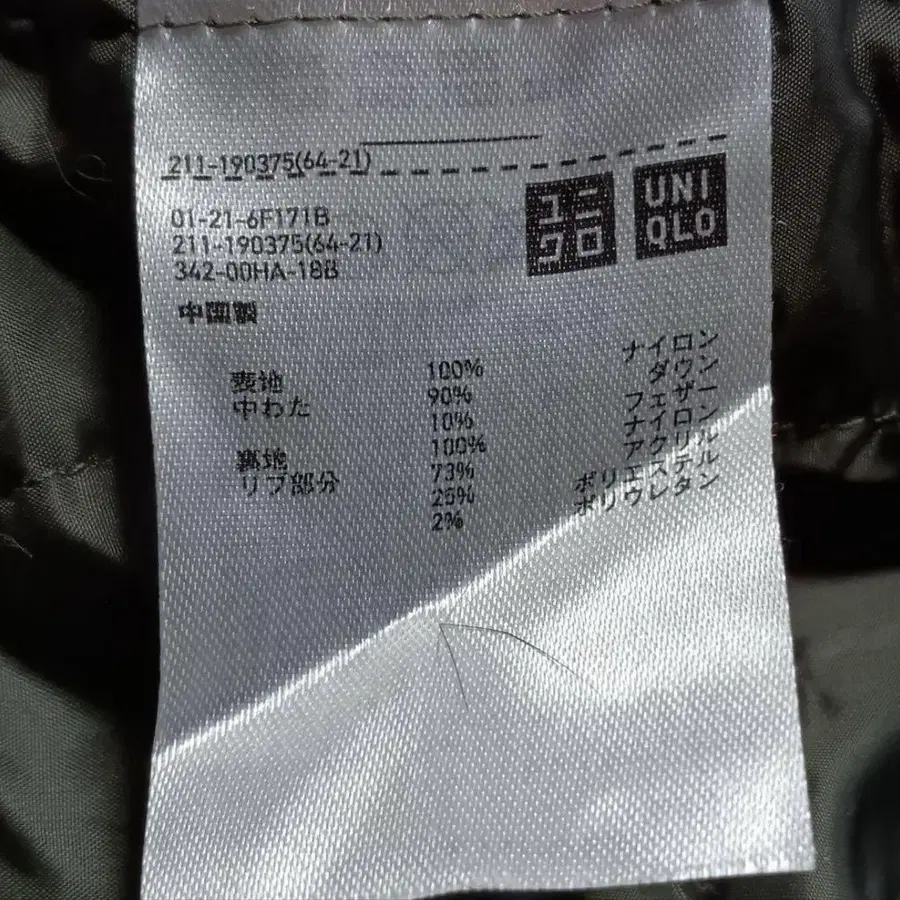 211-190375(64-21)
ユニクロ
UNIQLO
01-21-6F171B
211-190375(64-21)
342-00HA-18B
中国製
表地 100% ナイロン
中わた 90% ダウン
10% フェザー
裏地 100% ナイロン
リブ部分 73% アクリル
25% ポリエステル
2% ポリウレタン